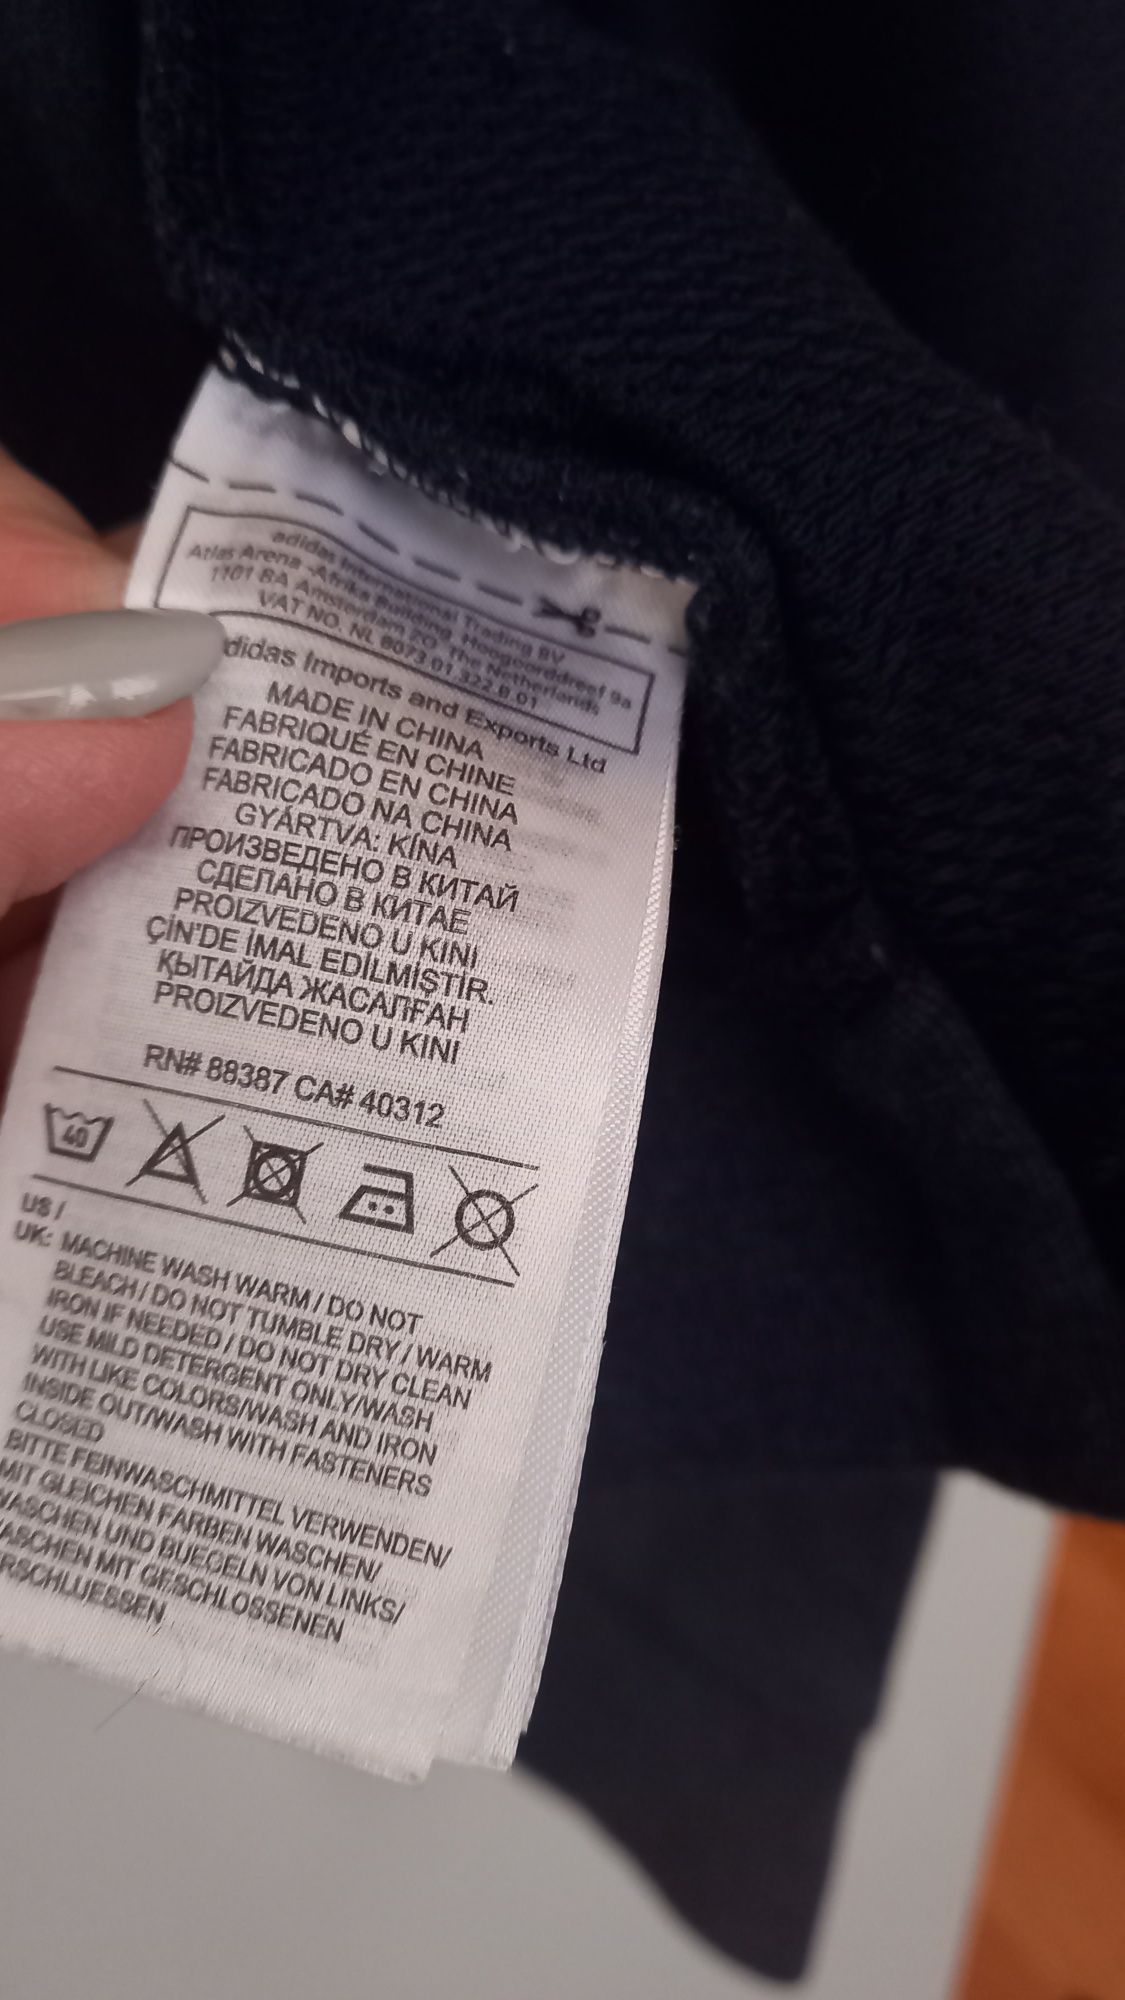 adidas International Trading BV
Atlas Arena -Afrika Building, Hoogoorddreef 9a
1101 BA Amsterdam ZO, The Netherlands
VAT NO. NL 8073.01.322.B.01
adidas Imports and Exports Ltd
MADE IN CHINA
FABRIQUÉ EN CHINE
FABRICADO EN CHINA
FABRICADO NA CHINA
GYÁRTVA: KÍNA
ПРОИЗВЕДЕНО В КИТАЙ
СДЕЛАНО В КИТАЕ
PROIZVEDENO U KINI
ÇİN'DE İMAL EDİLMİŞTİR.
ҚЫТАЙДА ЖАСАЛҒАН
PROIZVEDENO U KINI
RN# 88387 CA# 40312
40
US /
UK: MACHINE WASH WARM / DO NOT
BLEACH / DO NOT TUMBLE DRY / WARM
IRON IF NEEDED / DO NOT DRY CLEAN
USE MILD DETERGENT ONLY/WASH
WITH LIKE COLORS/WASH AND IRON
INSIDE OUT/WASH WITH FASTENERS
CLOSED
BITTE FEINWASCHMITTEL VERWENDEN/
MIT GLEICHEN FARBEN WASCHEN/
WASCHEN UND BUEGELN VON LINKS/
WASCHEN MIT GESCHLOSSENEN
ERSCHLUESSEN